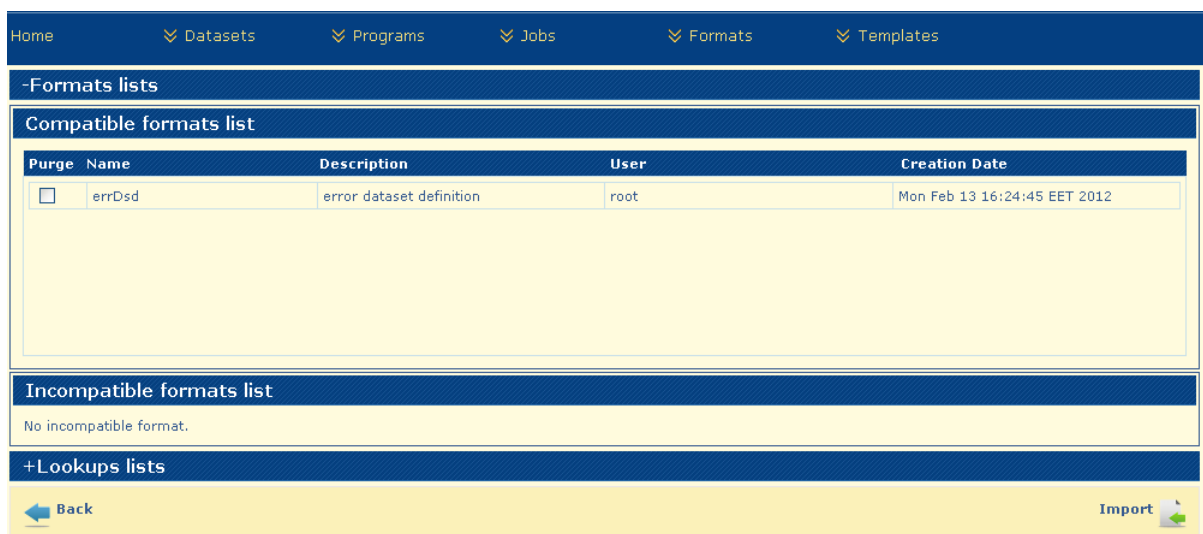 Home Datasets Programs Jobs Formats Templates
-Formats lists
Compatible formats list
Purge Name Description User Creation Date
errDsd error dataset definition root Mon Feb 13 16:24:45 EET 2012
Incompatible formats list
No incompatible format.
+Lookups lists
Back Import